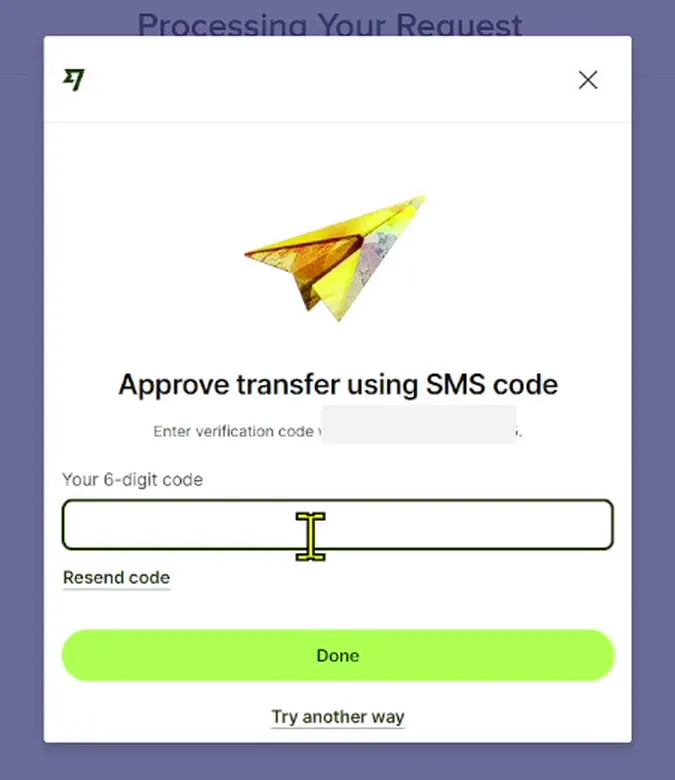 Processing Your Request
Approve transfer using SMS code
Enter verification code
Your 6-digit code
Resend code
Done
Try another way